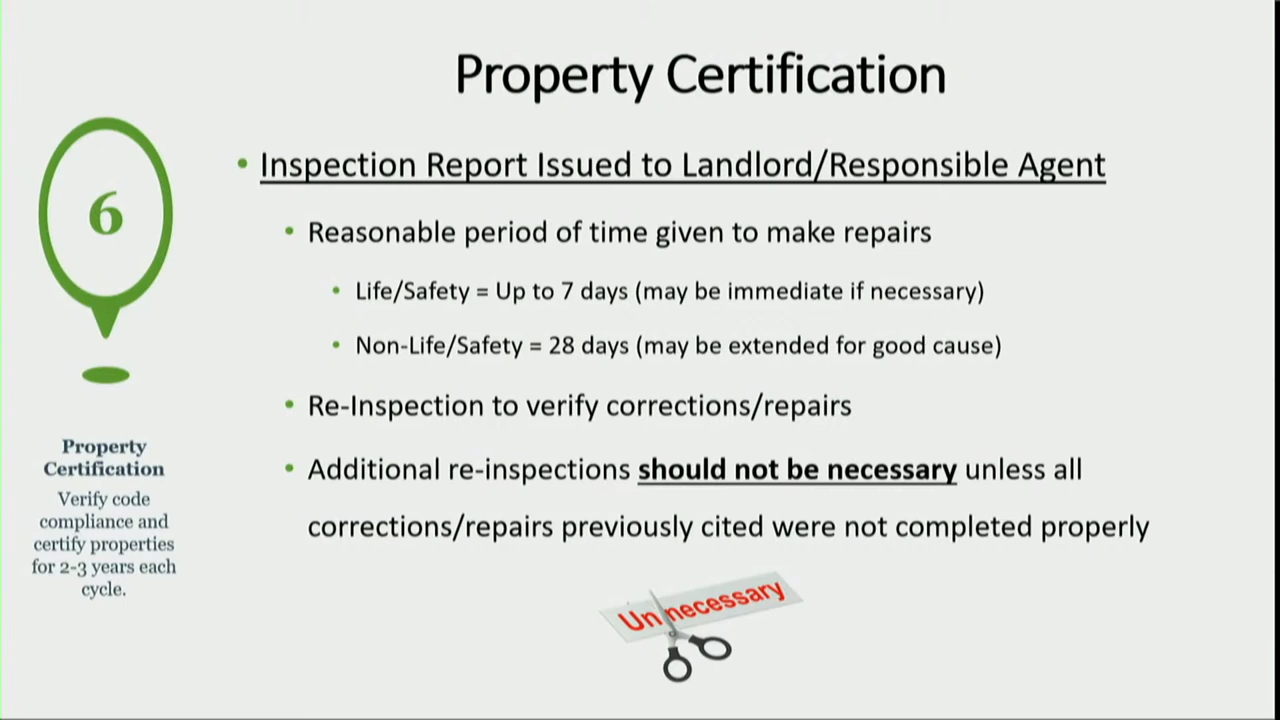 Property Certification
6
Property
Certification
Verify code
compliance and
certify properties
for 2-3 years each
cycle.
• Inspection Report Issued to Landlord/Responsible Agent
• Reasonable period of time given to make repairs
• Life/Safety = Up to 7 days (may be immediate if necessary)
• Non-Life/Safety = 28 days (may be extended for good cause)
• Re-Inspection to verify corrections/repairs
• Additional re-inspections should not be necessary unless all
corrections/repairs previously cited were not completed properly
Unnecessary